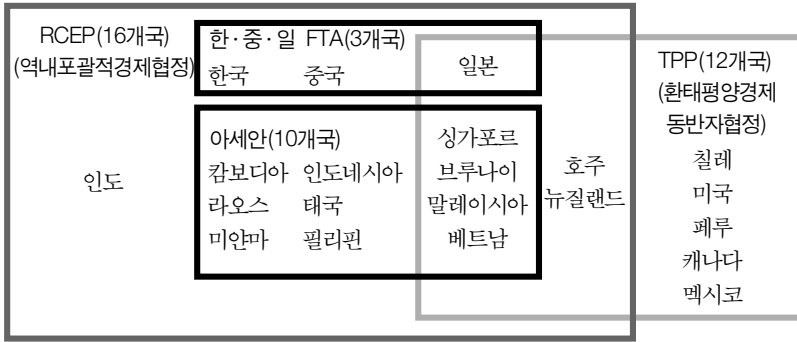 RCEP(16개국)
(역내포괄적경제협정)
인도
한·중·일 FTA(3개국)
한국 중국
일본
아세안(10개국)
캄보디아 인도네시아
라오스 태국
미얀마 필리핀
싱가포르
브루나이
말레이시아
베트남
호주
뉴질랜드
TPP(12개국)
(환태평양경제
동반자협정)
칠레
미국
페루
캐나다
멕시코